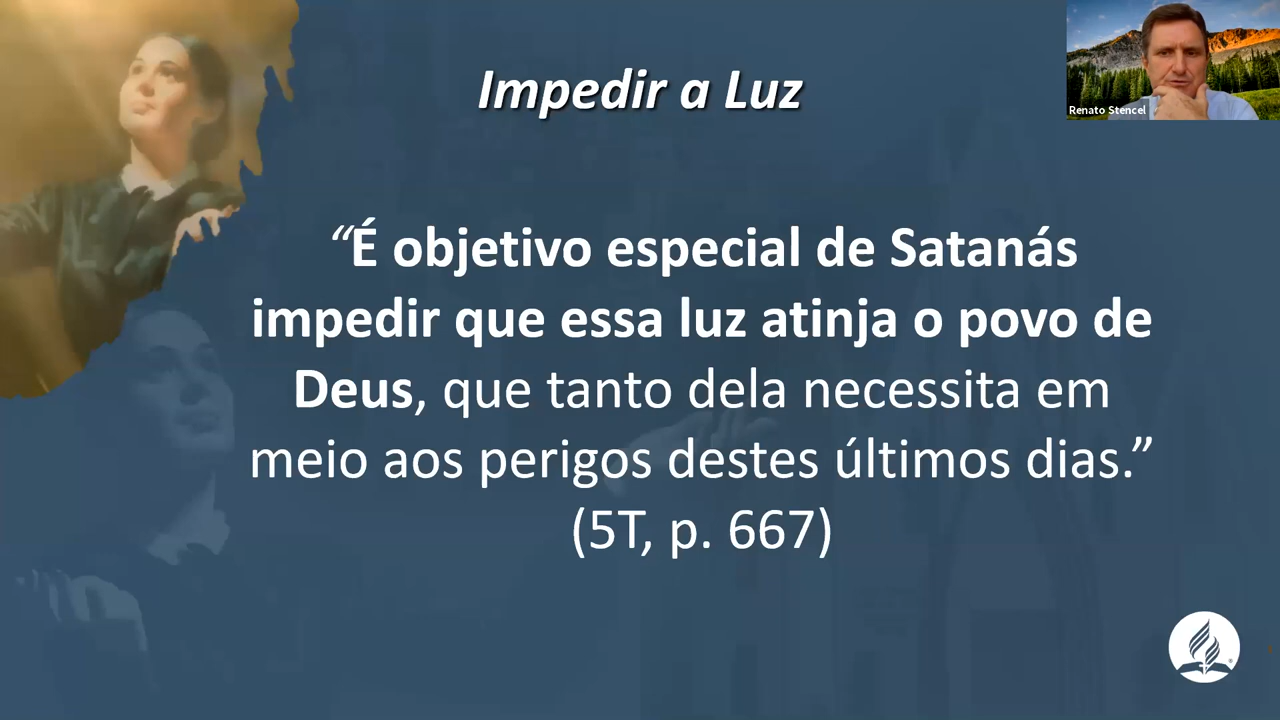 Impedir a Luz
Renato Stencel
“É objetivo especial de Satanás
impedir que essa luz atinja o povo de
Deus, que tanto dela necessita em
meio aos perigos destes últimos dias.”
(5T, p. 667)